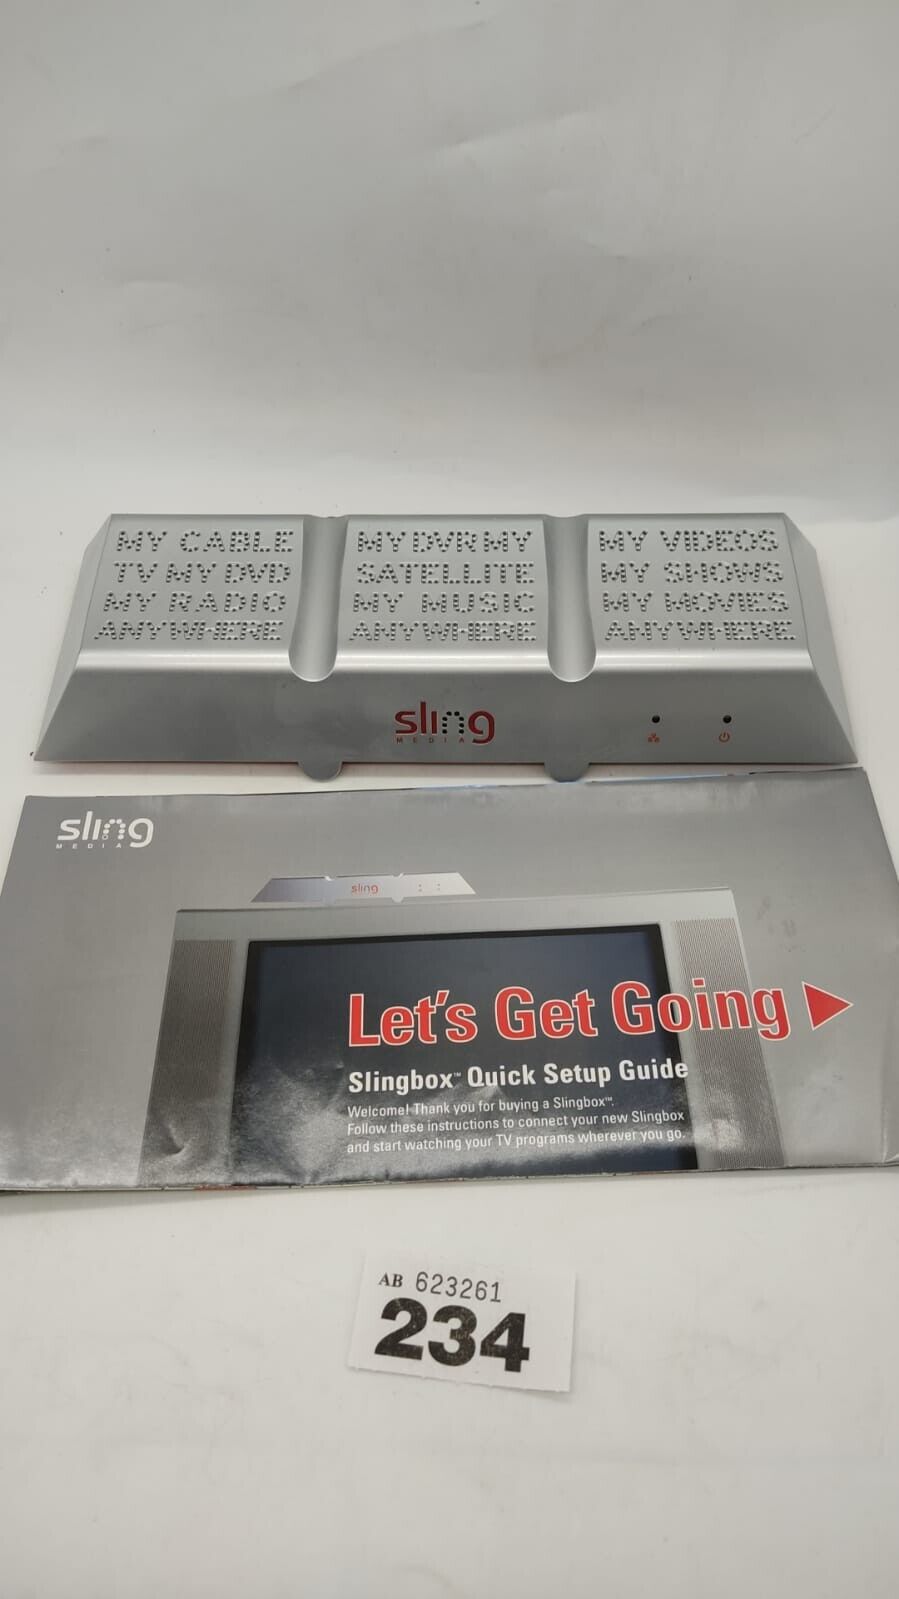 MY CABLE
TV MY DVD
MY RADIO
ANYWHERE
MY DVR MY
SATELLITE
MY MUSIC
ANYWHERE
MY VIDEOS
MY SHOWS
MY MOVIES
ANYWHERE
sling
MEDIA
sling
MEDIA
sling
Let's Get Going
Slingbox™ Quick Setup Guide
Welcome! Thank you for buying a Slingbox™.
Follow these instructions to connect your new Slingbox
and start watching your TV programs wherever you go.
AB 623261
234